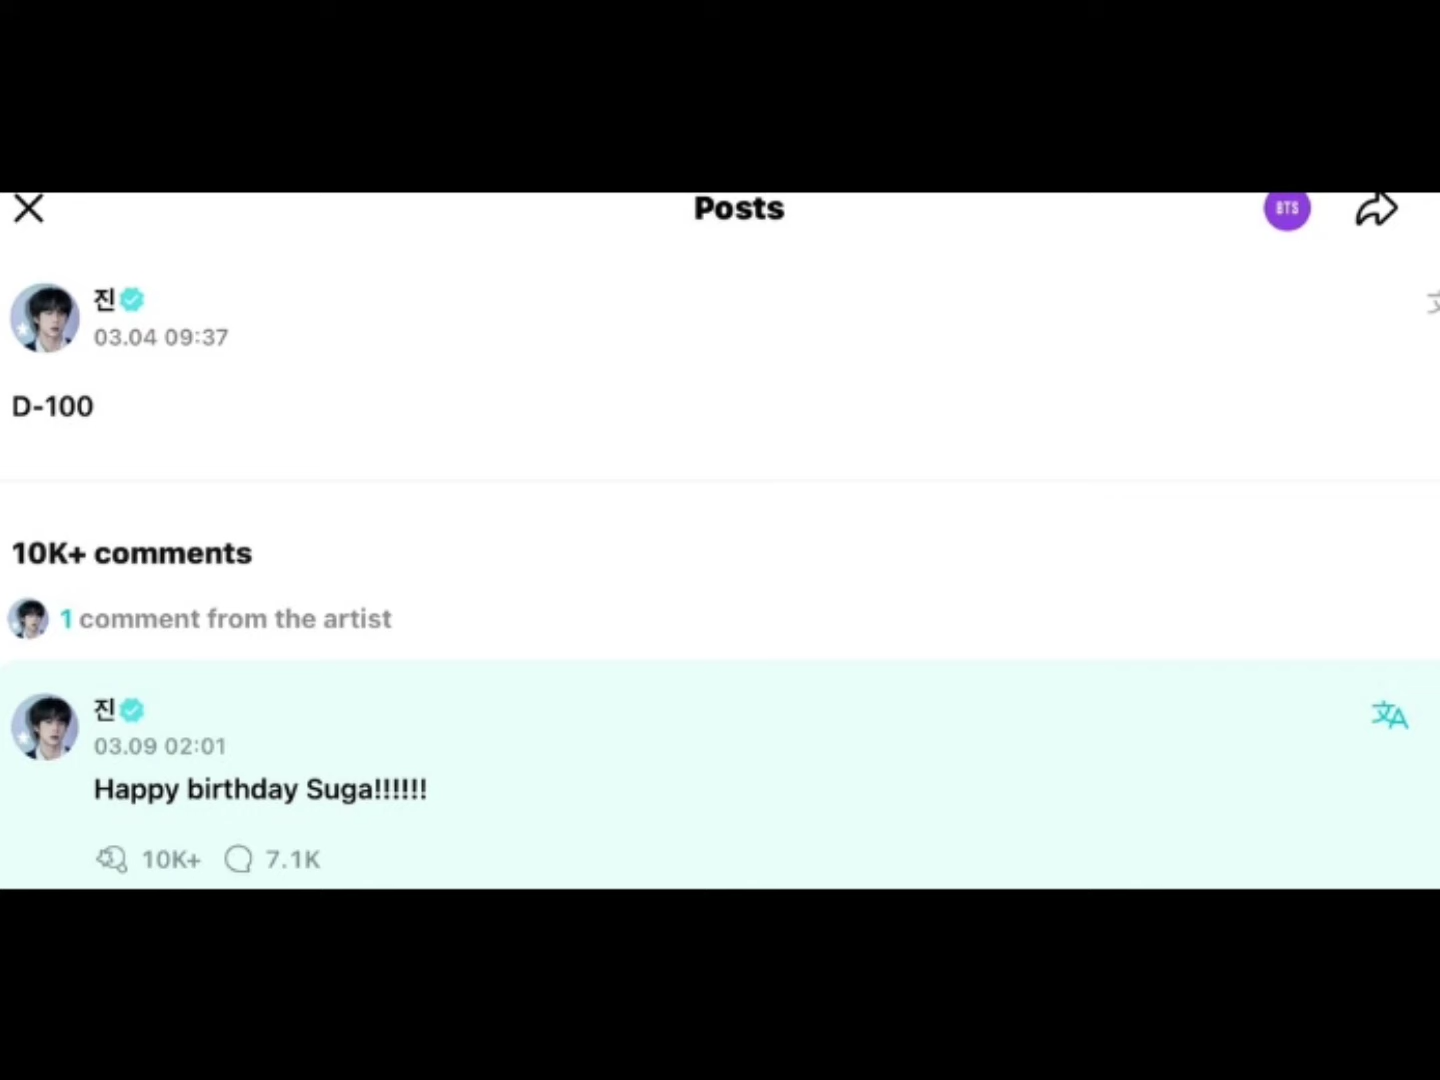 Posts
BTS
진
03.04 09:37
D-100
10K+ comments
1 comment from the artist
진
03.09 02:01
Happy birthday Suga!!!!!!
10K+ 7.1K